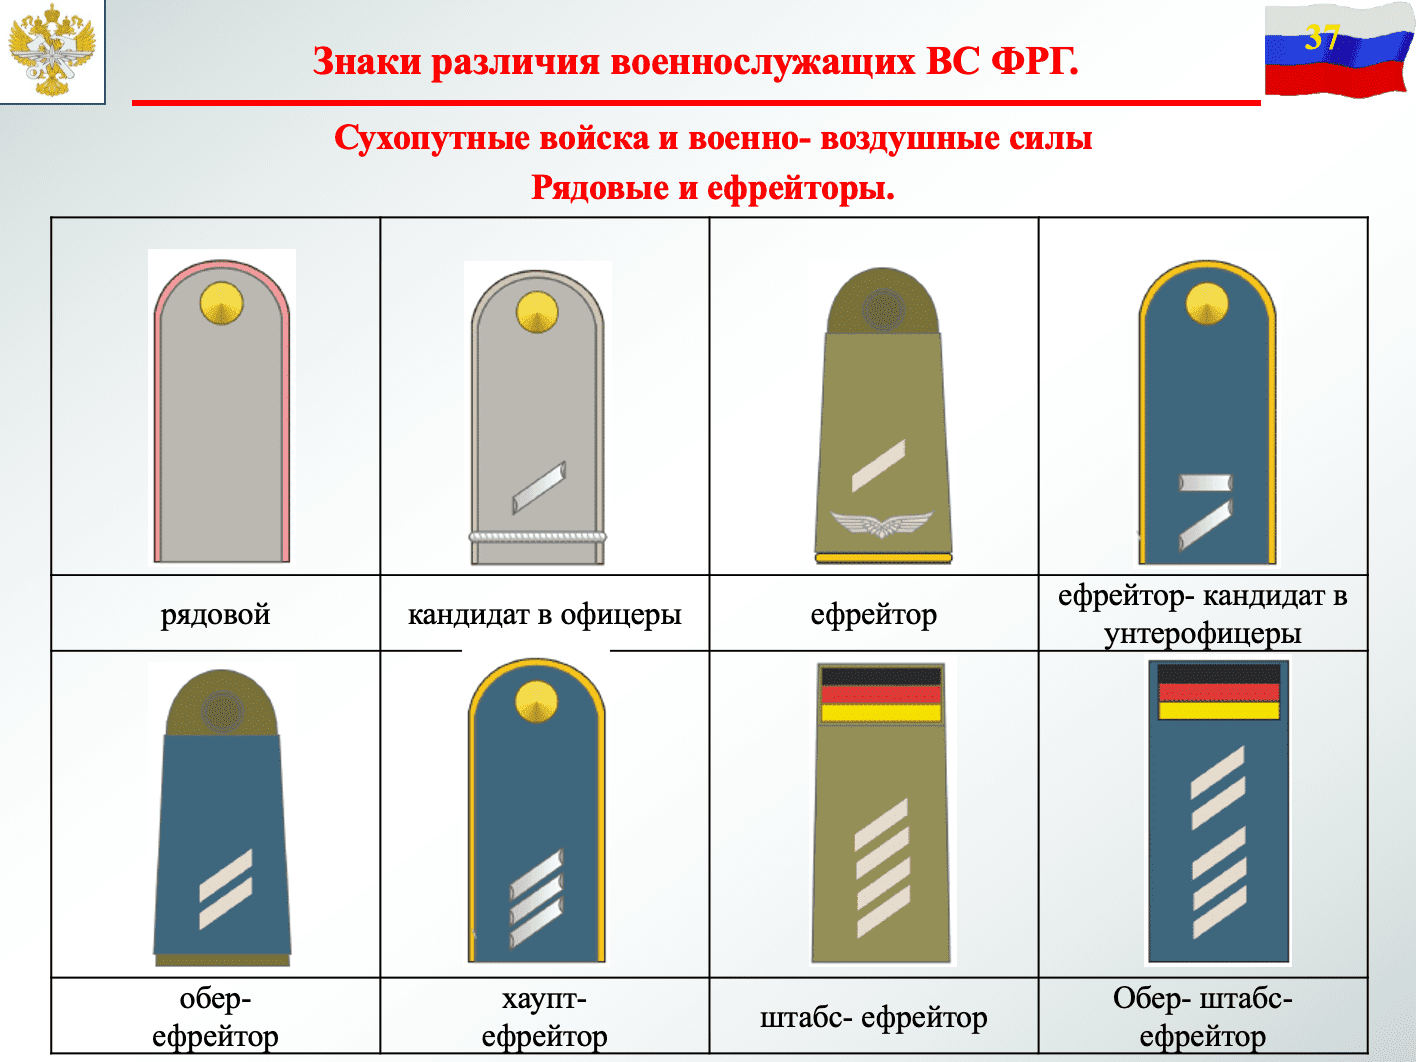 37
Знаки различия военнослужащих ВС ФРГ.
Сухопутные войска и военно- воздушные силы
Рядовые и ефрейторы.
рядовой
кандидат в офицеры
ефрейтор
ефрейтор- кандидат в
унтерофицеры
обер-
ефрейтор
хаупт-
ефрейтор
штабс- ефрейтор
Обер- штабс-
ефрейтор